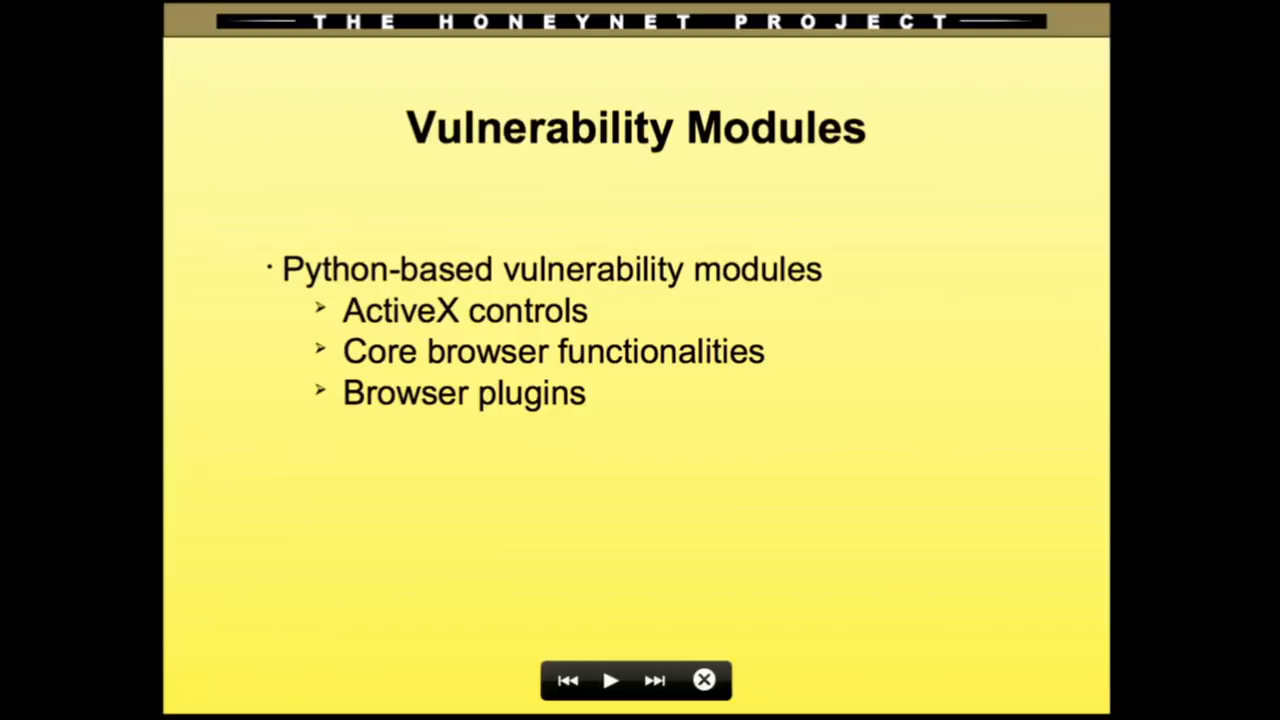 THE HONEYNET PROJECT
Vulnerability Modules
· Python-based vulnerability modules
➢ ActiveX controls
➢ Core browser functionalities
➢ Browser plugins